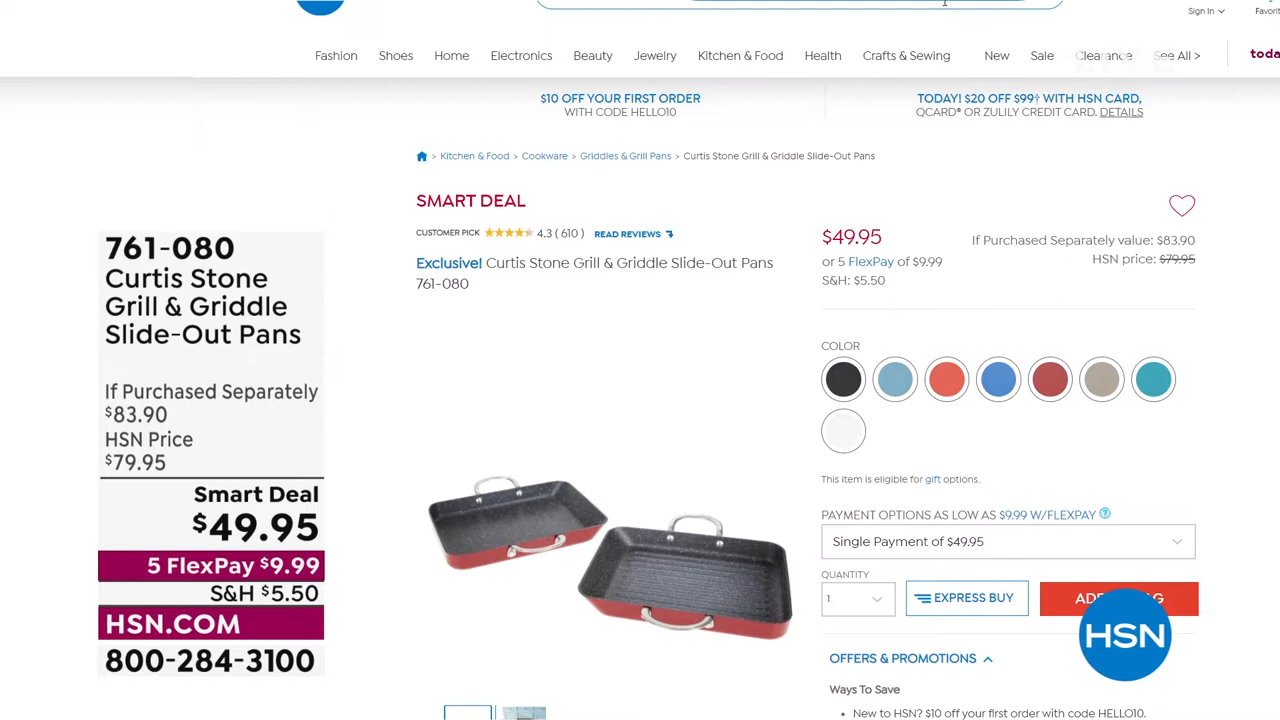 Sign In
Fashion Shoes Home Electronics Beauty Jewelry Kitchen & Food Health Crafts & Sewing New Sale Clearance See All >
$10 OFF YOUR FIRST ORDER
WITH CODE HELLO10
TODAY! $20 OFF $99† WITH HSN CARD,
QCARD® OR ZULILY CREDIT CARD. DETAILS
> Kitchen & Food > Cookware > Griddles & Grill Pans > Curtis Stone Grill & Griddle Slide-Out Pans
SMART DEAL
CUSTOMER PICK 4.3 ( 610 ) READ REVIEWS
Exclusive! Curtis Stone Grill & Griddle Slide-Out Pans
761-080
$49.95
or 5 FlexPay of $9.99
S&H: $5.50
If Purchased Separately value: $83.90
HSN price: $79.95
COLOR
This item is eligible for gift options.
PAYMENT OPTIONS AS LOW AS $9.99 W/FLEXPAY ?
Single Payment of $49.95
QUANTITY
1
EXPRESS BUY
HSN
OFFERS & PROMOTIONS
Ways To Save
• New to HSN? $10 off your first order with code HELLO10.
761-080
Curtis Stone
Grill & Griddle
Slide-Out Pans
If Purchased Separately
$83.90
HSN Price
$79.95
Smart Deal
$49.95
5 FlexPay $9.99
S&H $5.50
HSN.COM
800-284-3100